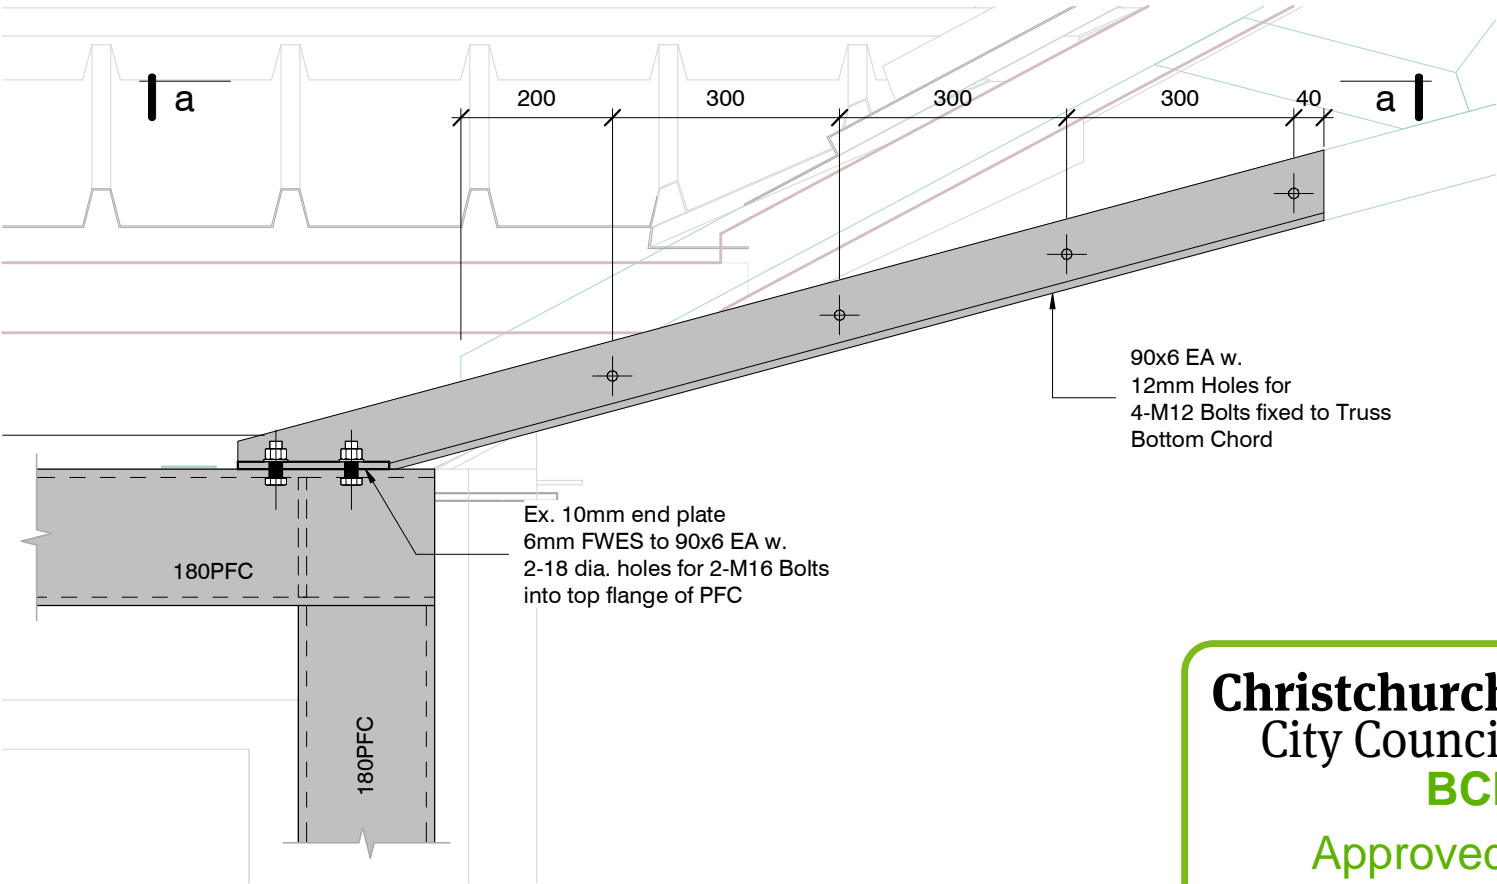 a 200 300 300 300 40 a
90x6 EA w.
12mm Holes for
4-M12 Bolts fixed to Truss
Bottom Chord
Ex. 10mm end plate
6mm FWES to 90x6 EA w.
2-18 dia. holes for 2-M16 Bolts
into top flange of PFC
180PFC
180PFC
Christchurch
City Counci
BC
Approved